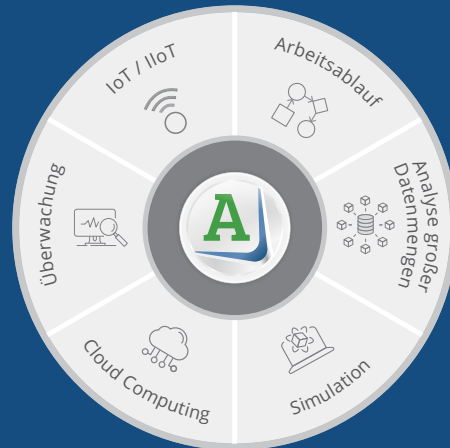 IoT / IIoT
Arbeitsablauf
Analyse großer
Datenmengen
Simulation
Cloud Computing
Überwachung
A